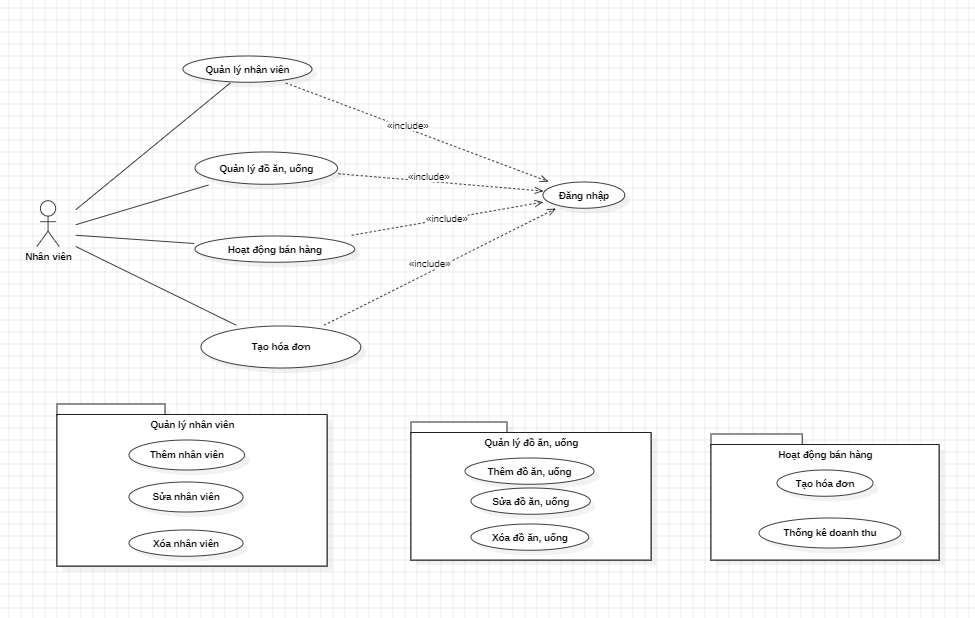 Quản lý nhân viên
«include»
Quản lý đồ ăn, uống
«include»
Đăng nhập
«include»
Hoạt động bán hàng
Nhân viên
«include»
Tạo hóa đơn
Quản lý nhân viên
Thêm nhân viên
Sửa nhân viên
Xóa nhân viên
Quản lý đồ ăn, uống
Thêm đồ ăn, uống
Sửa đồ ăn, uống
Xóa đồ ăn, uống
Hoạt động bán hàng
Tạo hóa đơn
Thống kê doanh thu